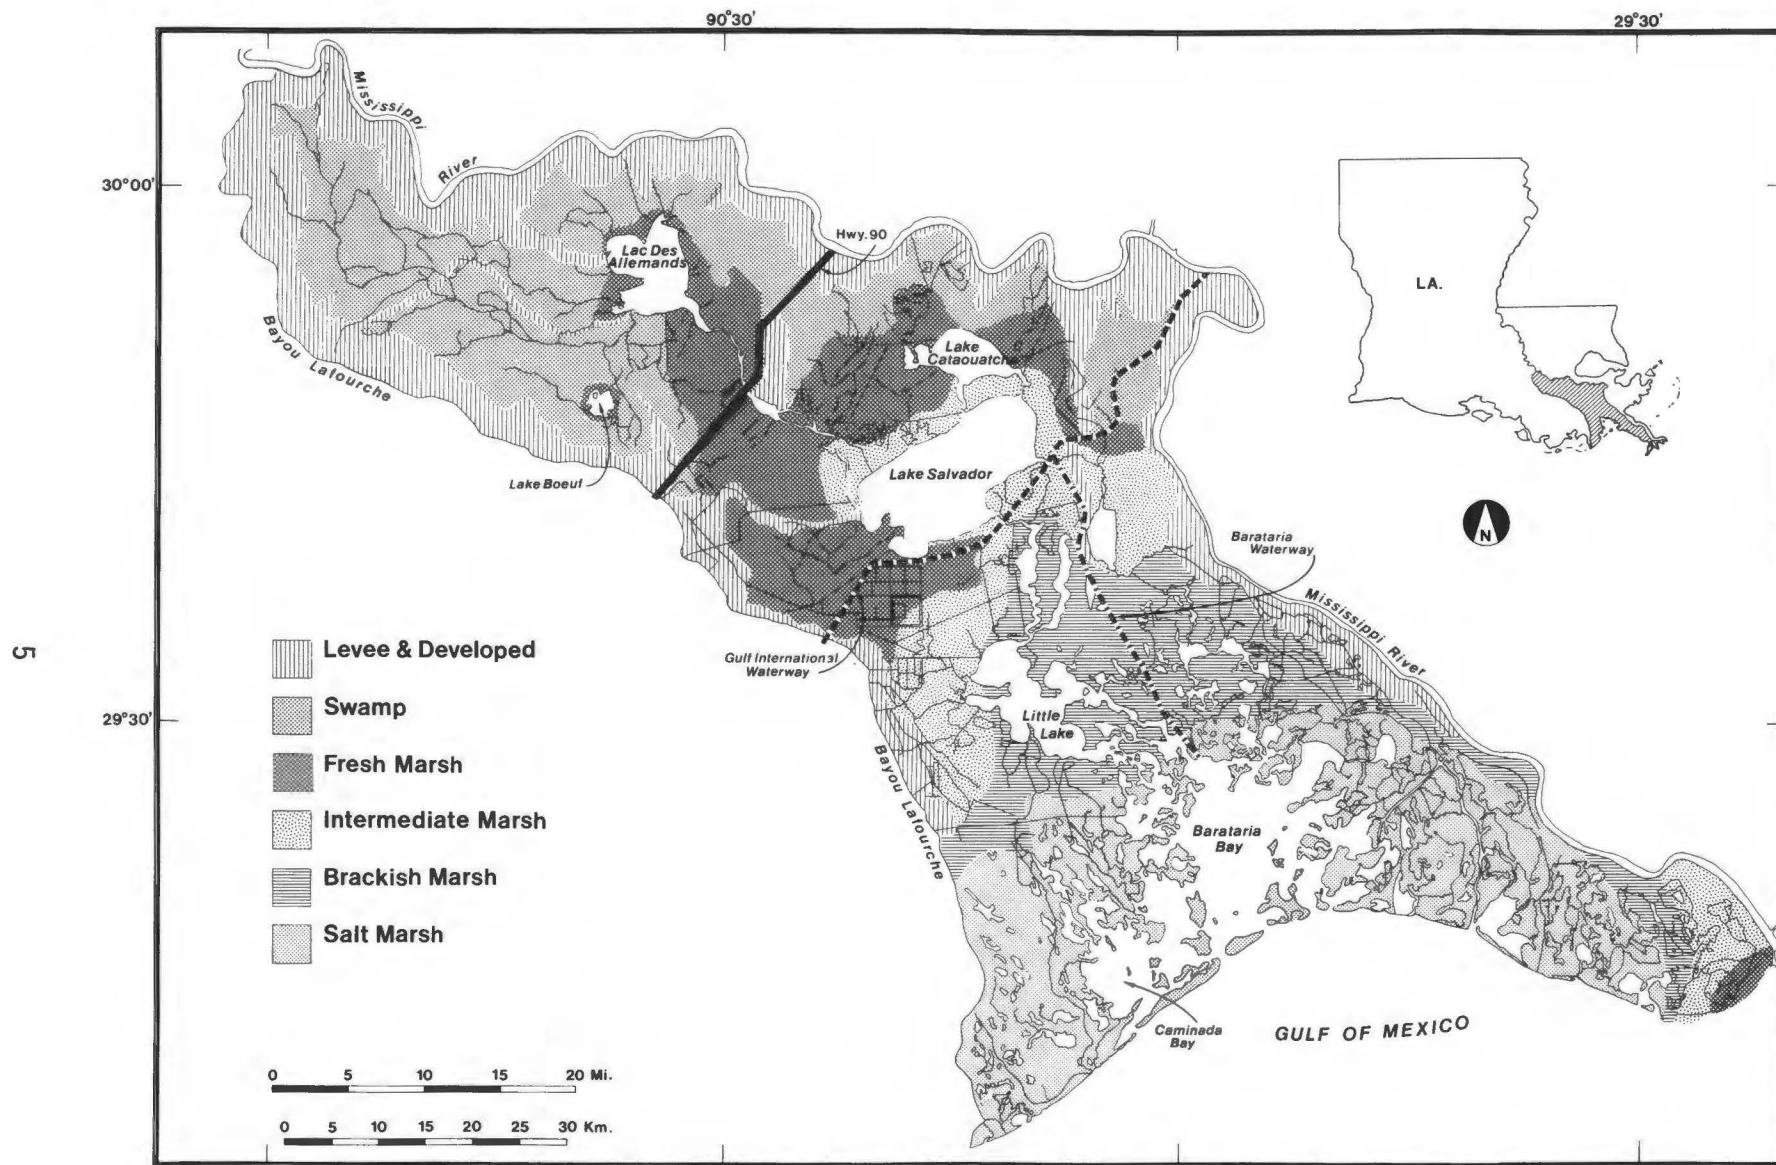 90°30'
29°30'
Mississippi
River
30°00'
Hwy.90
Lac Des
Allemands
LA.
Lake
Cataouatche
Bayou Lafourche
Lake Boeuf
Lake Salvador
N
Barataria
Waterway
Mississippi River
5
Levee & Developed
Gulf International
Waterway
Swamp
29°30'
Little
Lake
Fresh Marsh
Bayou Lafourche
Intermediate Marsh
Barataria
Bay
Brackish Marsh
Salt Marsh
Caminada
Bay
GULF OF MEXICO
0 5 10 15 20 Mi.
0 5 10 15 20 25 30 Km.